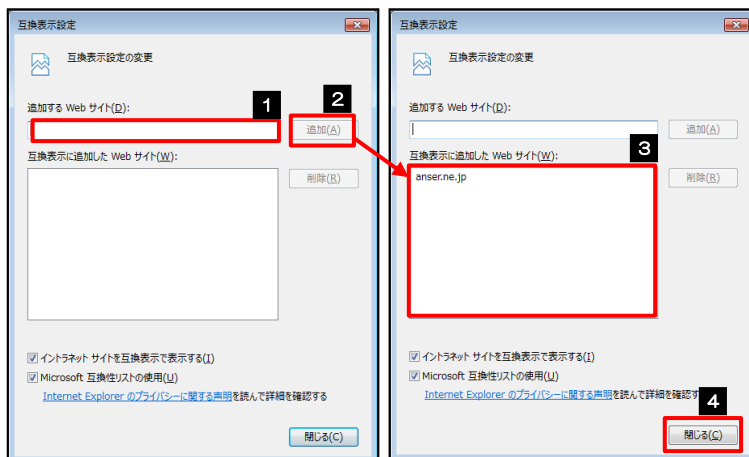 互換表示設定
互換表示設定の変更
追加する Web サイト(D):
1
2
追加(A)
互換表示に追加した Web サイト(W):
削除(R)
イントラネット サイトを互換表示で表示する(I)
Microsoft 互換性リストの使用(U)
Internet Explorer のプライバシーに関する声明を読んで詳細を確認する
閉じる(C)
互換表示設定
互換表示設定の変更
追加する Web サイト(D):
追加(A)
互換表示に追加した Web サイト(W):
3
anser.ne.jp
削除(R)
イントラネット サイトを互換表示で表示する(I)
Microsoft 互換性リストの使用(U)
Internet Explorer のプライバシーに関する声明を読んで詳細を確認す
4
閉じる(C)